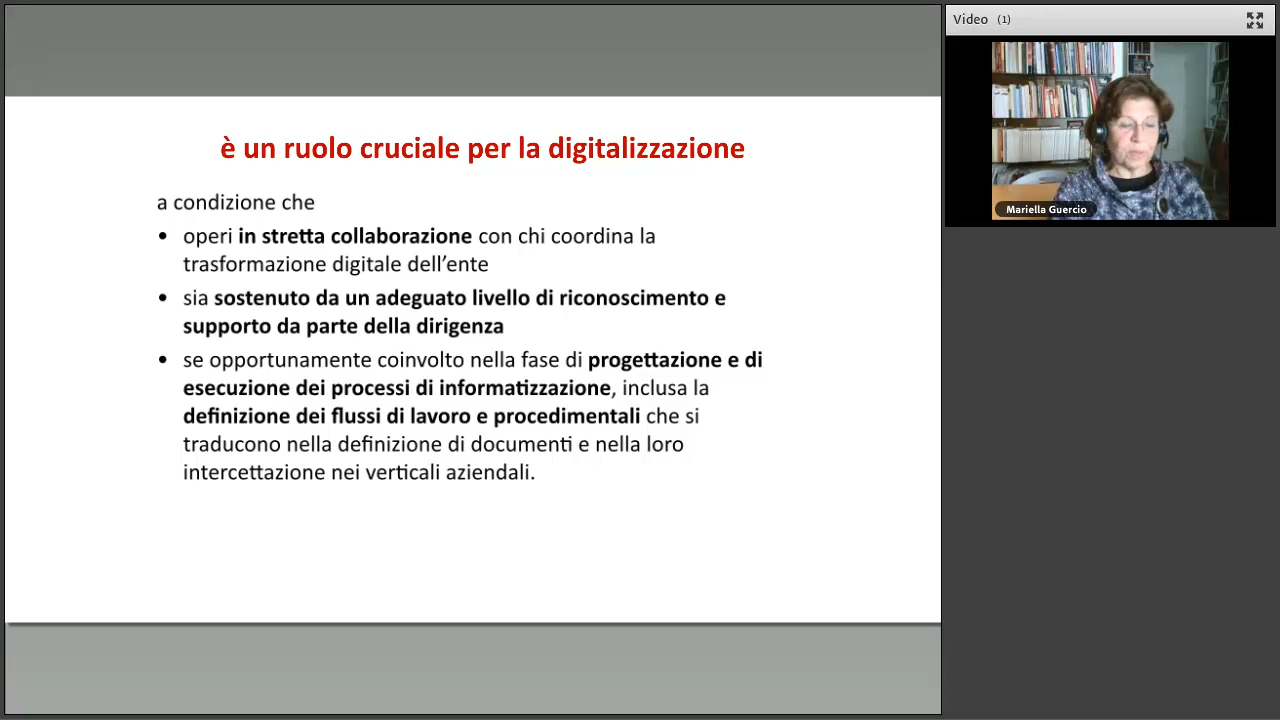 è un ruolo cruciale per la digitalizzazione
a condizione che
• operi in stretta collaborazione con chi coordina la
trasformazione digitale dell’ente
• sia sostenuto da un adeguato livello di riconoscimento e
supporto da parte della dirigenza
• se opportunamente coinvolto nella fase di progettazione e di
esecuzione dei processi di informatizzazione, inclusa la
definizione dei flussi di lavoro e procedimentali che si
traducono nella definizione di documenti e nella loro
intercettazione nei verticali aziendali.
Video (1)
Mariella Guercio